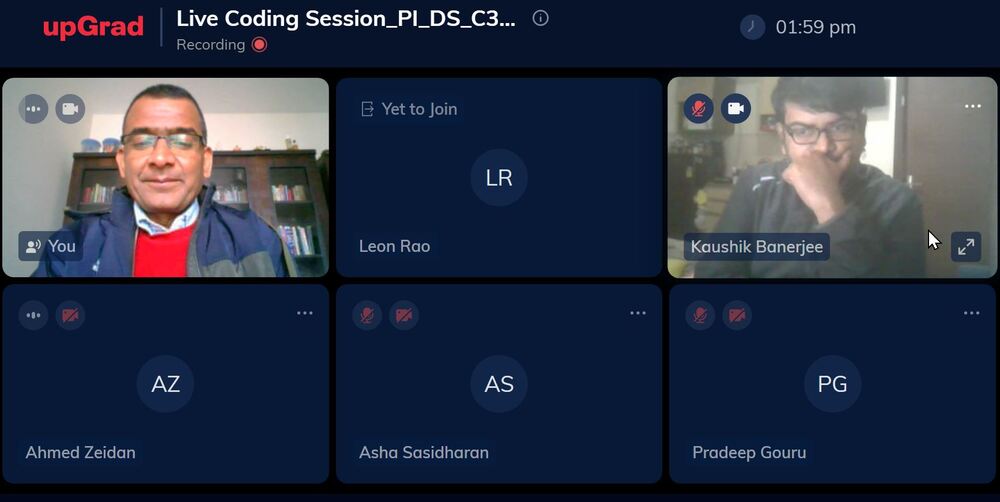 upGrad
Live Coding Session_PI_DS_C3...
Recording
01:59 pm
You
Yet to Join
LR
Leon Rao
Kaushik Banerjee
AZ
Ahmed Zeidan
AS
Asha Sasidharan
PG
Pradeep Gouru